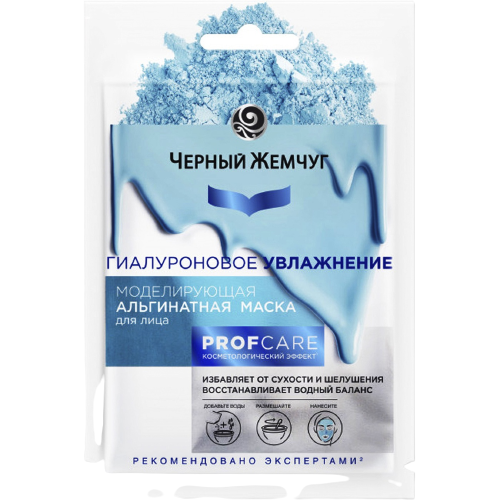 ЧЕРНЫЙ ЖЕМЧУГ
ГИАЛУРОНОВОЕ УВЛАЖНЕНИЕ
МОДЕЛИРУЮЩАЯ
АЛЬГИНАТНАЯ МАСКА
для лица
PROFCARE
КОСМЕТОЛОГИЧЕСКИЙ ЭФФЕКТ
ИЗБАВЛЯЕТ ОТ СУХОСТИ И ШЕЛУШЕНИЯ
ВОССТАНАВЛИВАЕТ ВОДНЫЙ БАЛАНС
ДОБАВЬТЕ ВОДЫ РАЗМЕШАЙТЕ НАНЕСИТЕ
РЕКОМЕНДОВАНО ЭКСПЕРТАМИ²